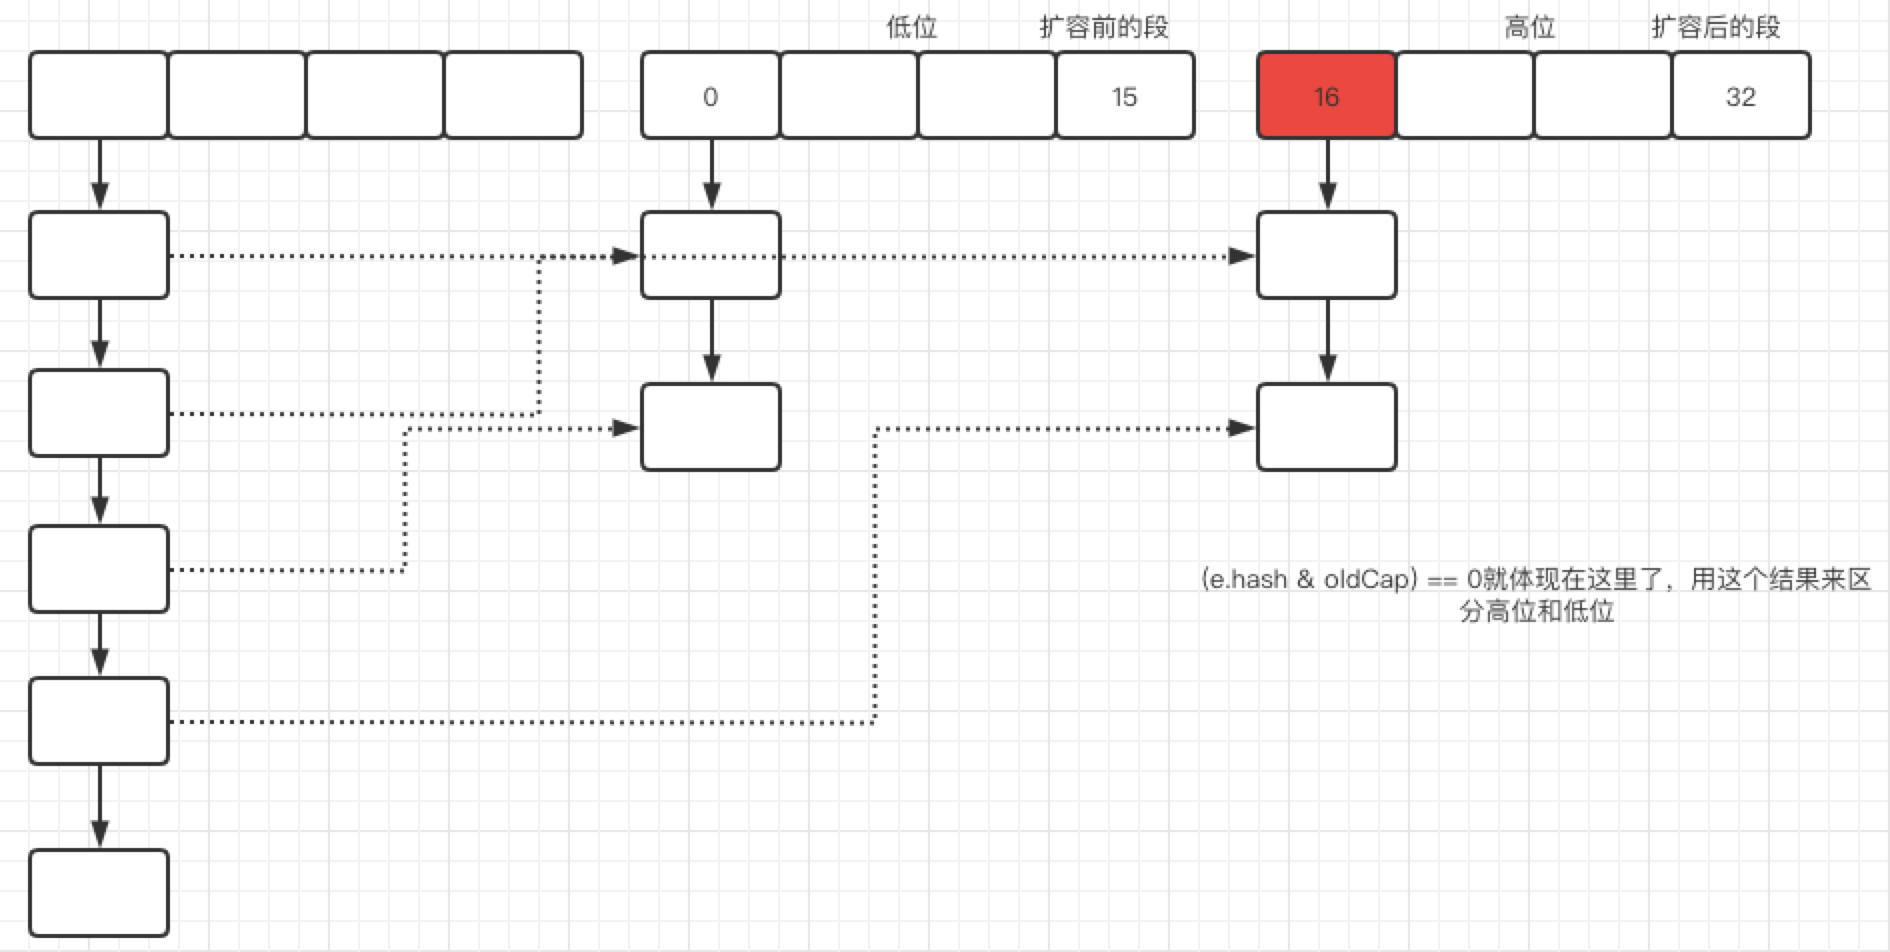 低位 扩容前的段 高位 扩容后的段
0 15 16 32
(e.hash & oldCap) == 0就体现在这里了，用这个结果来区
分高位和低位